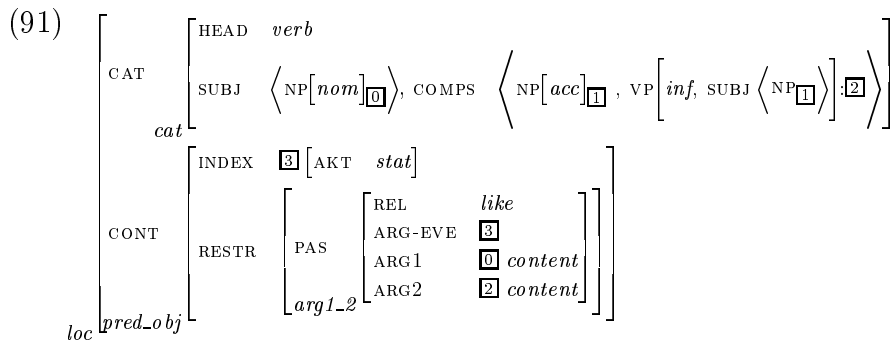 (91)
HEAD verb
CAT SUBJ ⟨NP[nom]0⟩, COMPS ⟨NP[acc]1 , VP[inf, SUBJ ⟨NP1⟩]:2⟩
cat
INDEX 3 [AKT stat]
REL like
CONT RESTR PAS ARG-EVE 3
ARG1 0 content
ARG2 2 content
arg1_2
loc pred_obj